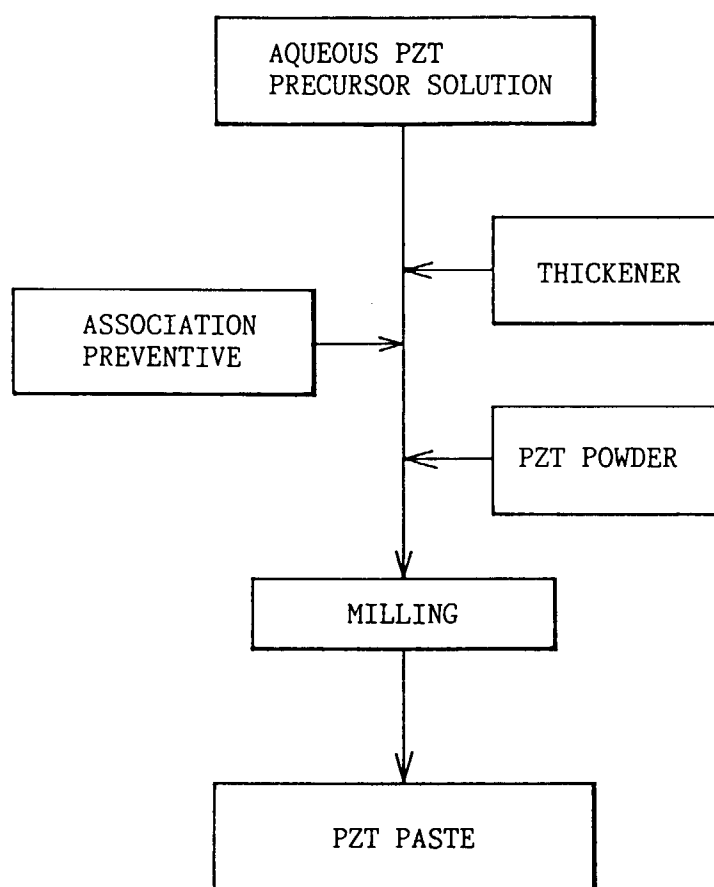 AQUEOUS PZT
PRECURSOR SOLUTION
THICKENER
ASSOCIATION
PREVENTIVE
PZT POWDER
MILLING
PZT PASTE